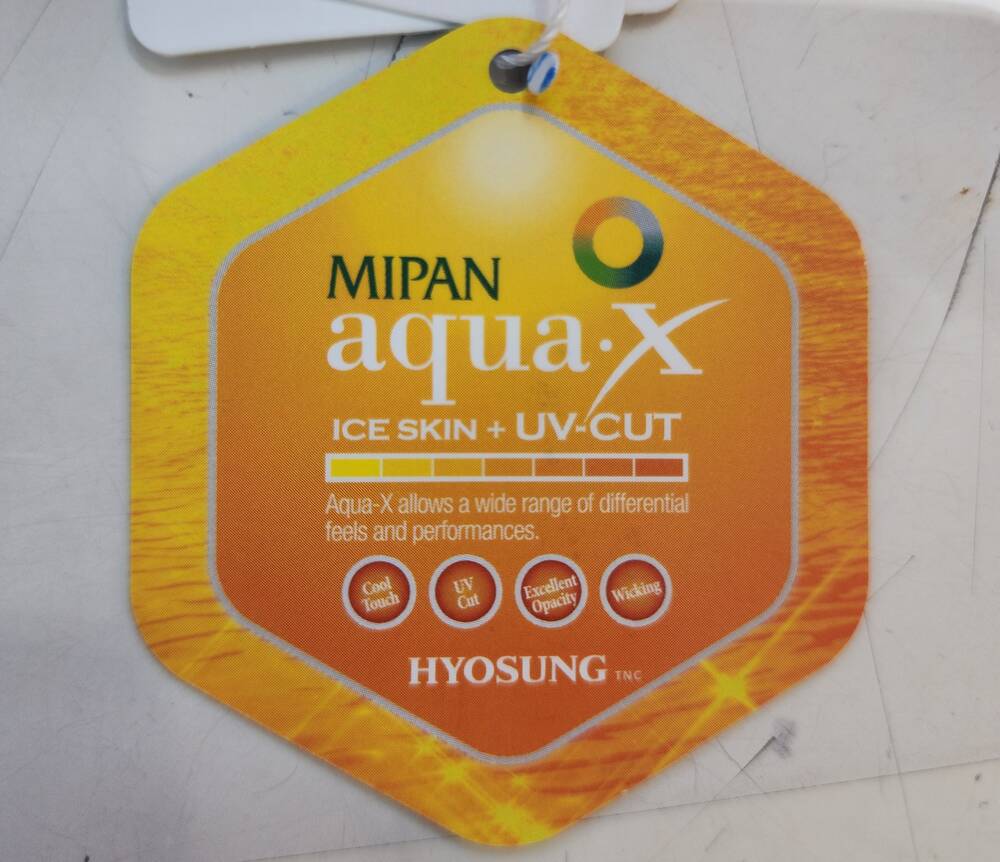 MIPAN
aqua·X
ICE SKIN + UV-CUT
Aqua-X allows a wide range of differential
feels and performances.
Cool
Touch
UV
Cut
Excellent
Opacity
Wicking
HYOSUNG TNC